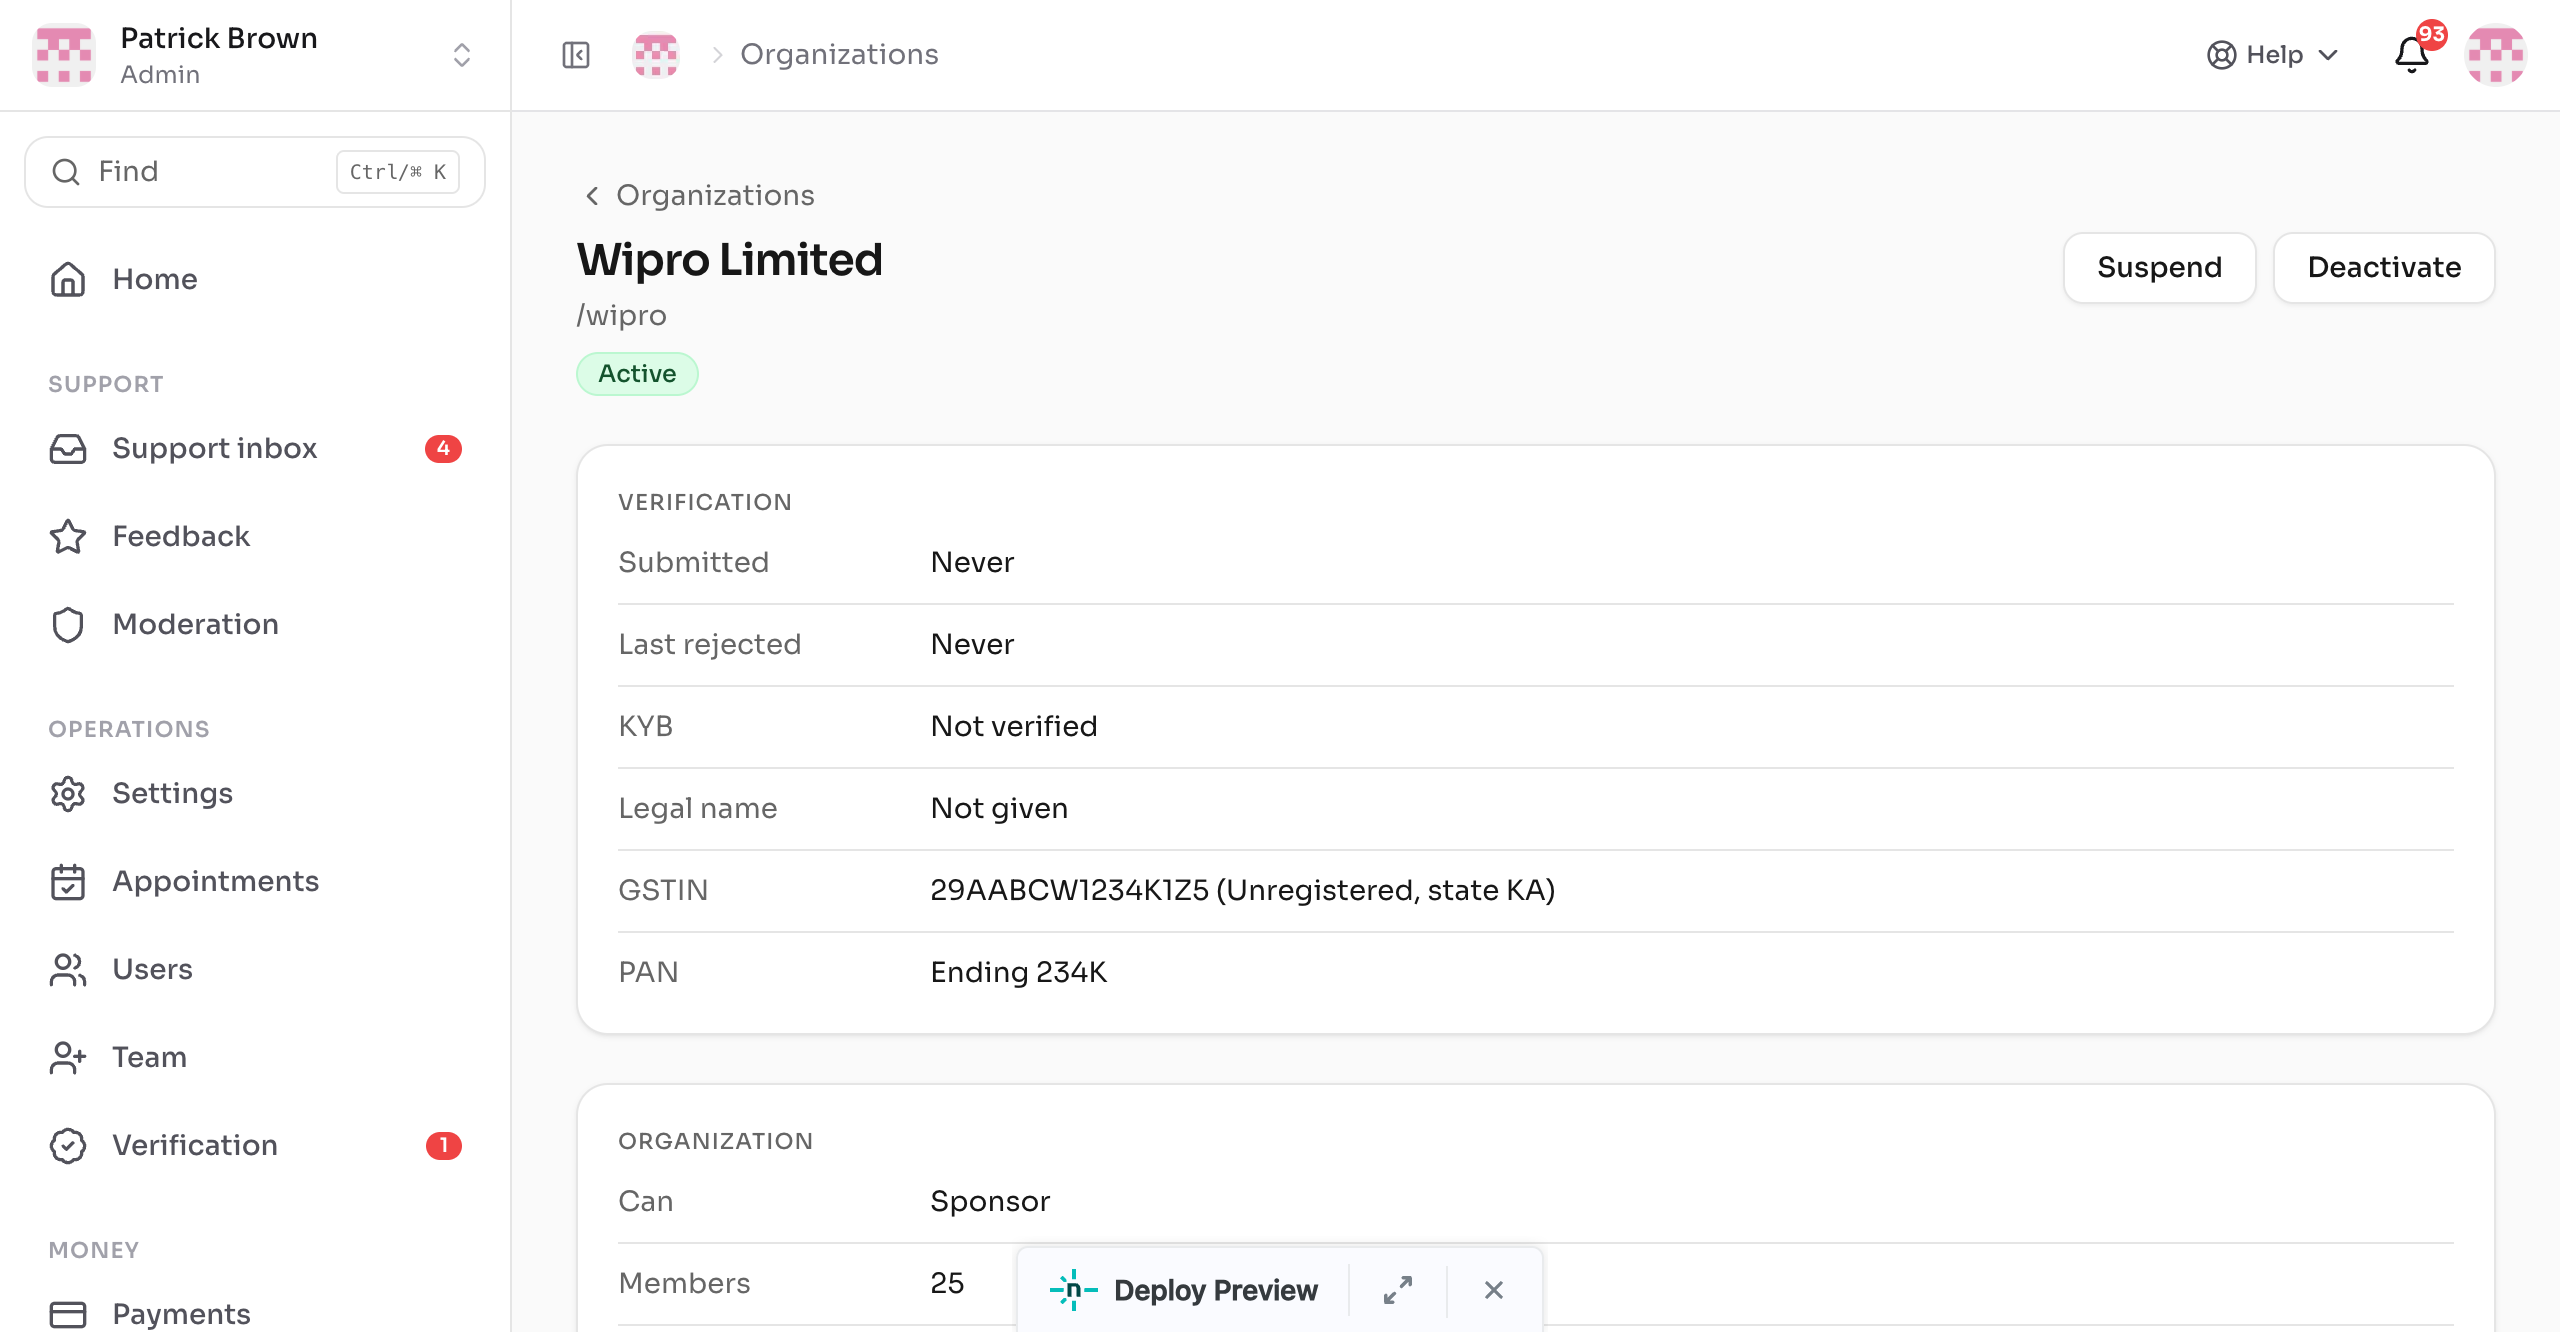 Patrick Brown
Admin
Find
Ctrl/⌘ K
Home
SUPPORT
Support inbox 4
Feedback
Moderation
OPERATIONS
Settings
Appointments
Users
Team
Verification 1
MONEY
Payments
Organizations
Help
93
Organizations
Wipro Limited
/wipro
Active
Suspend
Deactivate
VERIFICATION
Submitted Never
Last rejected Never
KYB Not verified
Legal name Not given
GSTIN 29AABCW1234K1Z5 (Unregistered, state KA)
PAN Ending 234K
ORGANIZATION
Can Sponsor
Members 25
Deploy Preview